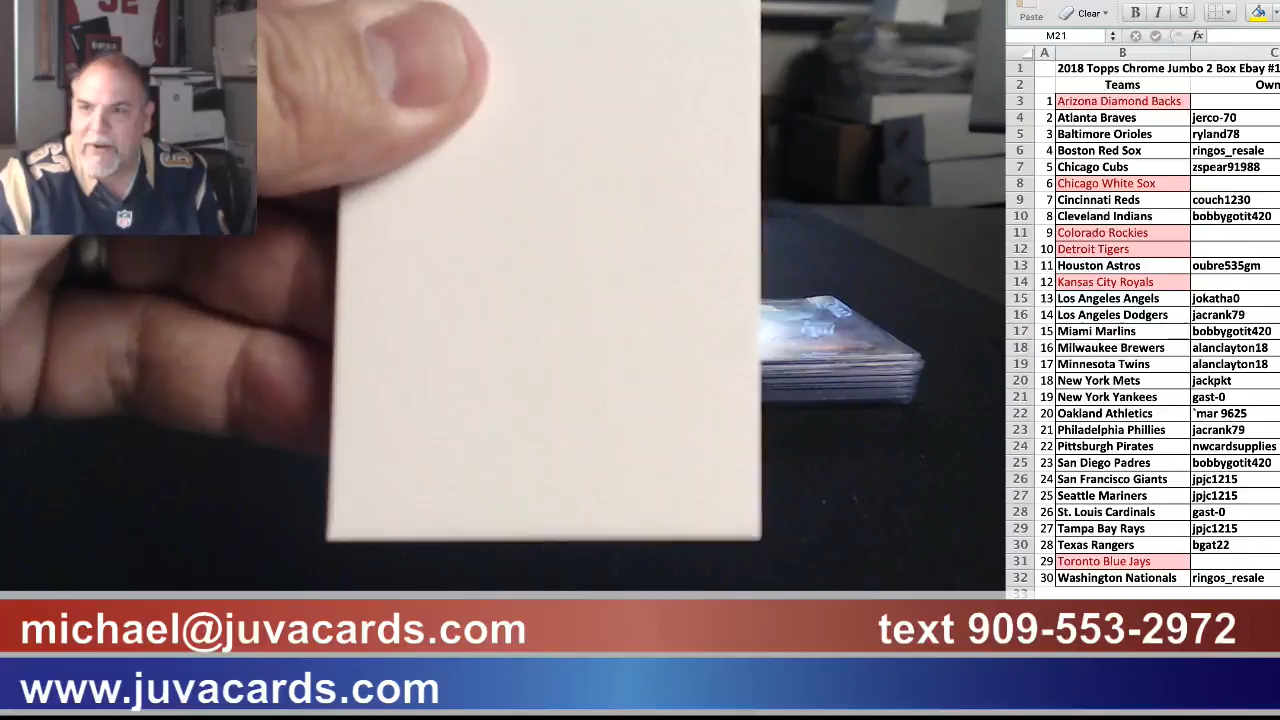 Paste
Clear
B I U
M21
fx
A B C
1 2018 Topps Chrome Jumbo 2 Box Ebay #1
2 Teams Own
3 1 Arizona Diamond Backs
4 2 Atlanta Braves jerco-70
5 3 Baltimore Orioles ryland78
6 4 Boston Red Sox ringos_resale
7 5 Chicago Cubs zspear91988
8 6 Chicago White Sox
9 7 Cincinnati Reds couch1230
10 8 Cleveland Indians bobbygotit420
11 9 Colorado Rockies
12 10 Detroit Tigers
13 11 Houston Astros oubre535gm
14 12 Kansas City Royals
15 13 Los Angeles Angels jokatha0
16 14 Los Angeles Dodgers jacrank79
17 15 Miami Marlins bobbygotit420
18 16 Milwaukee Brewers alanclayton18
19 17 Minnesota Twins alanclayton18
20 18 New York Mets jackpkt
21 19 New York Yankees gast-0
22 20 Oakland Athletics `mar 9625
23 21 Philadelphia Phillies jacrank79
24 22 Pittsburgh Pirates nwcardsupplies
25 23 San Diego Padres bobbygotit420
26 24 San Francisco Giants jpjc1215
27 25 Seattle Mariners jpjc1215
28 26 St. Louis Cardinals gast-0
29 27 Tampa Bay Rays jpjc1215
30 28 Texas Rangers bgat22
31 29 Toronto Blue Jays
32 30 Washington Nationals ringos_resale
33
michael@juvacards.com
text 909-553-2972
www.juvacards.com